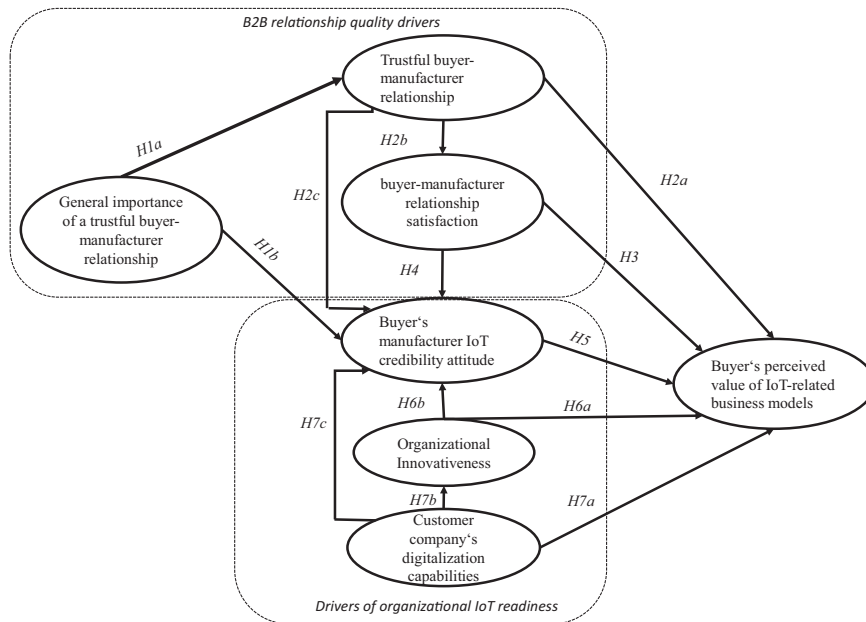 B2B relationship quality drivers
Trustful buyer-
manufacturer
relationship
H1a
H2b
H2a
H2c
General importance
of a trustful buyer-
manufacturer
relationship
buyer-manufacturer
relationship
satisfaction
H1b
H3
H4
Buyer‘s
manufacturer IoT
credibility attitude
H5
Buyer‘s perceived
value of IoT-related
business models
H6b
H6a
H7c
Organizational
Innovativeness
H7b
H7a
Customer
company‘s
digitalization
capabilities
Drivers of organizational IoT readiness